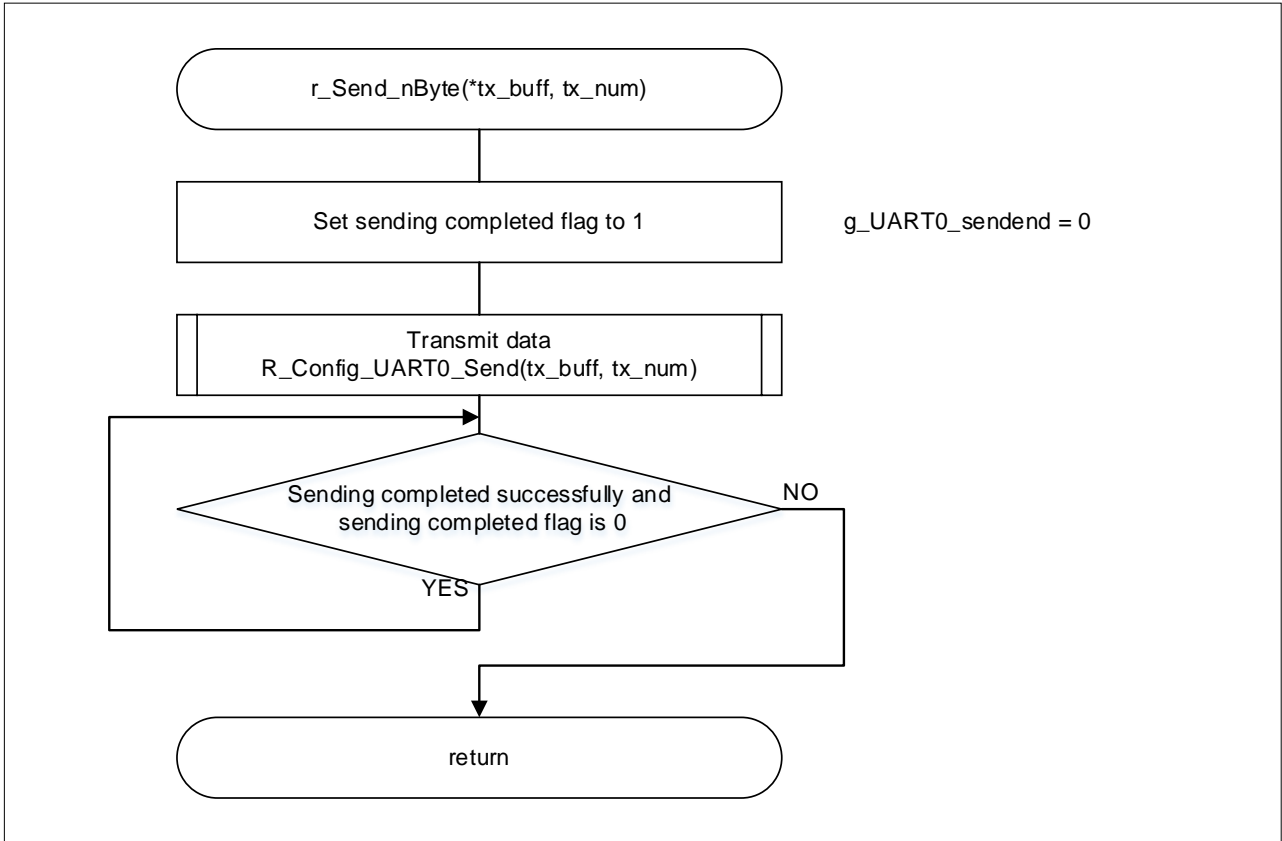 r_Send_nByte(*tx_buff, tx_num)
Set sending completed flag to 1
g_UART0_sendend = 0
Transmit data
R_Config_UART0_Send(tx_buff, tx_num)
Sending completed successfully and
sending completed flag is 0
NO
YES
return